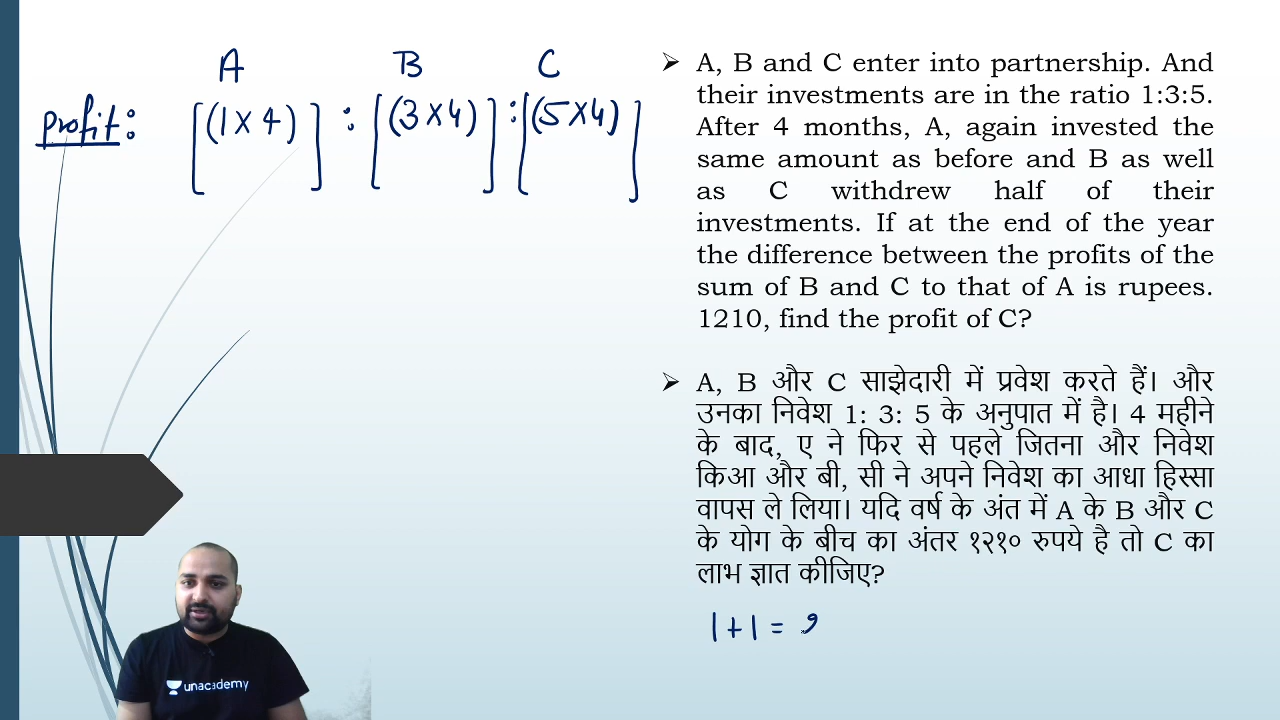 A B C
profit: [(1×4)] : [(3×4)] : [(5×4)]
➢ A, B and C enter into partnership. And
their investments are in the ratio 1:3:5.
After 4 months, A, again invested the
same amount as before and B as well
as C withdrew half of their
investments. If at the end of the year
the difference between the profits of the
sum of B and C to that of A is rupees.
1210, find the profit of C?
➢ A, B और C साझेदारी में प्रवेश करते हैं। और
उनका निवेश 1: 3: 5 के अनुपात में है। 4 महीने
के बाद, ए ने फिर से पहले जितना और निवेश
किआ और बी, सी ने अपने निवेश का आधा हिस्सा
वापस ले लिया। यदि वर्ष के अंत में A के B और C
के योग के बीच का अंतर १२१० रुपये है तो C का
लाभ ज्ञात कीजिए?
1+1 = 2
unacademy